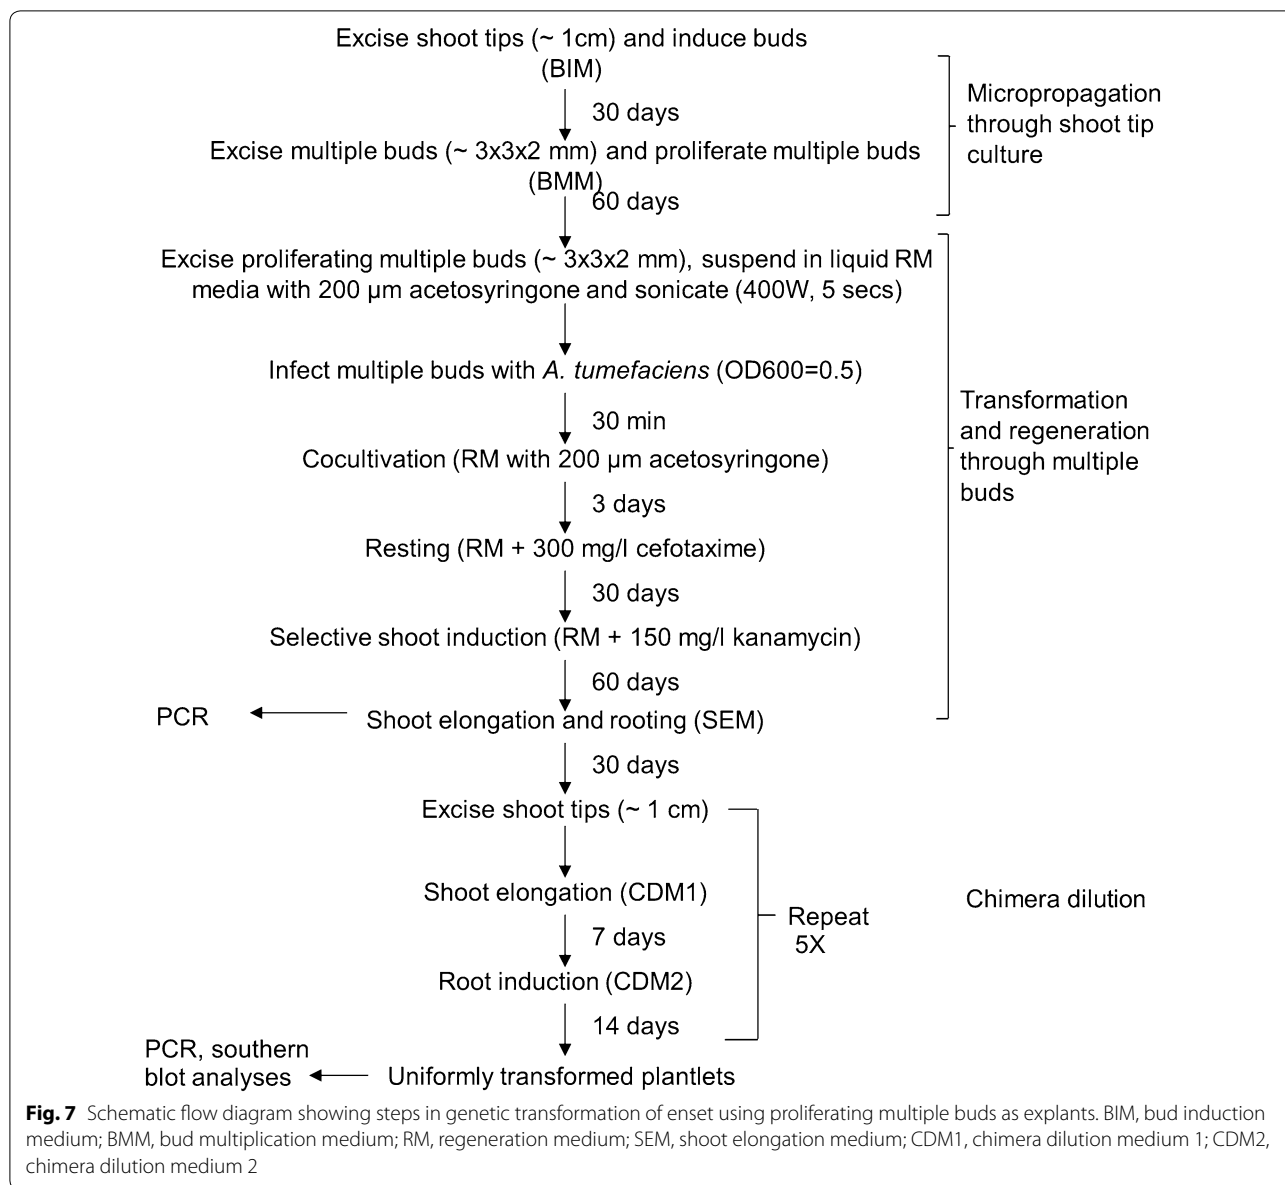 Excise shoot tips (~ 1cm) and induce buds
(BIM)
30 days
Excise multiple buds (~ 3x3x2 mm) and proliferate multiple buds
(BMM)
60 days
Micropropagation
through shoot tip
culture
Excise proliferating multiple buds (~ 3x3x2 mm), suspend in liquid RM
media with 200 µm acetosyringone and sonicate (400W, 5 secs)
Infect multiple buds with A. tumefaciens (OD600=0.5)
30 min
Cocultivation (RM with 200 µm acetosyringone)
3 days
Resting (RM + 300 mg/l cefotaxime)
30 days
Selective shoot induction (RM + 150 mg/l kanamycin)
60 days
Shoot elongation and rooting (SEM)
PCR
Transformation
and regeneration
through multiple
buds
30 days
Excise shoot tips (~ 1 cm)
Shoot elongation (CDM1)
7 days
Root induction (CDM2)
14 days
Repeat
5X
Chimera dilution
Uniformly transformed plantlets
PCR, southern
blot analyses
Fig. 7 Schematic flow diagram showing steps in genetic transformation of enset using proliferating multiple buds as explants. BIM, bud induction
medium; BMM, bud multiplication medium; RM, regeneration medium; SEM, shoot elongation medium; CDM1, chimera dilution medium 1; CDM2,
chimera dilution medium 2